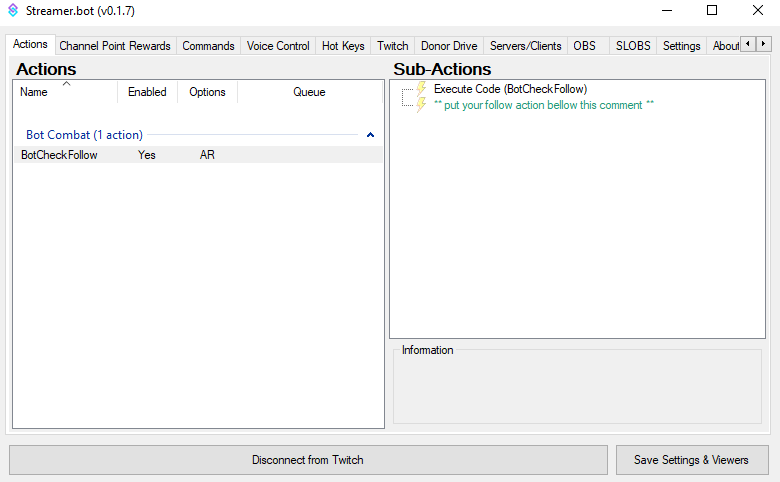 Streamer.bot (v0.1.7)
Actions Channel Point Rewards Commands Voice Control Hot Keys Twitch Donor Drive Servers/Clients OBS SLOBS Settings About
Actions
Name Enabled Options Queue
Bot Combat (1 action)
BotCheckFollow Yes AR
Sub-Actions
Execute Code (BotCheckFollow)
** put your follow action bellow this comment **
Information
Disconnect from Twitch
Save Settings & Viewers